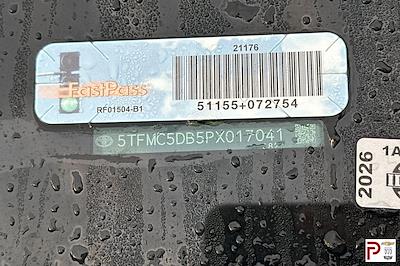 21176
FastPass
RF01504-B1
51155+072754
5TFMC5DB5PX017041
2026
1A
P